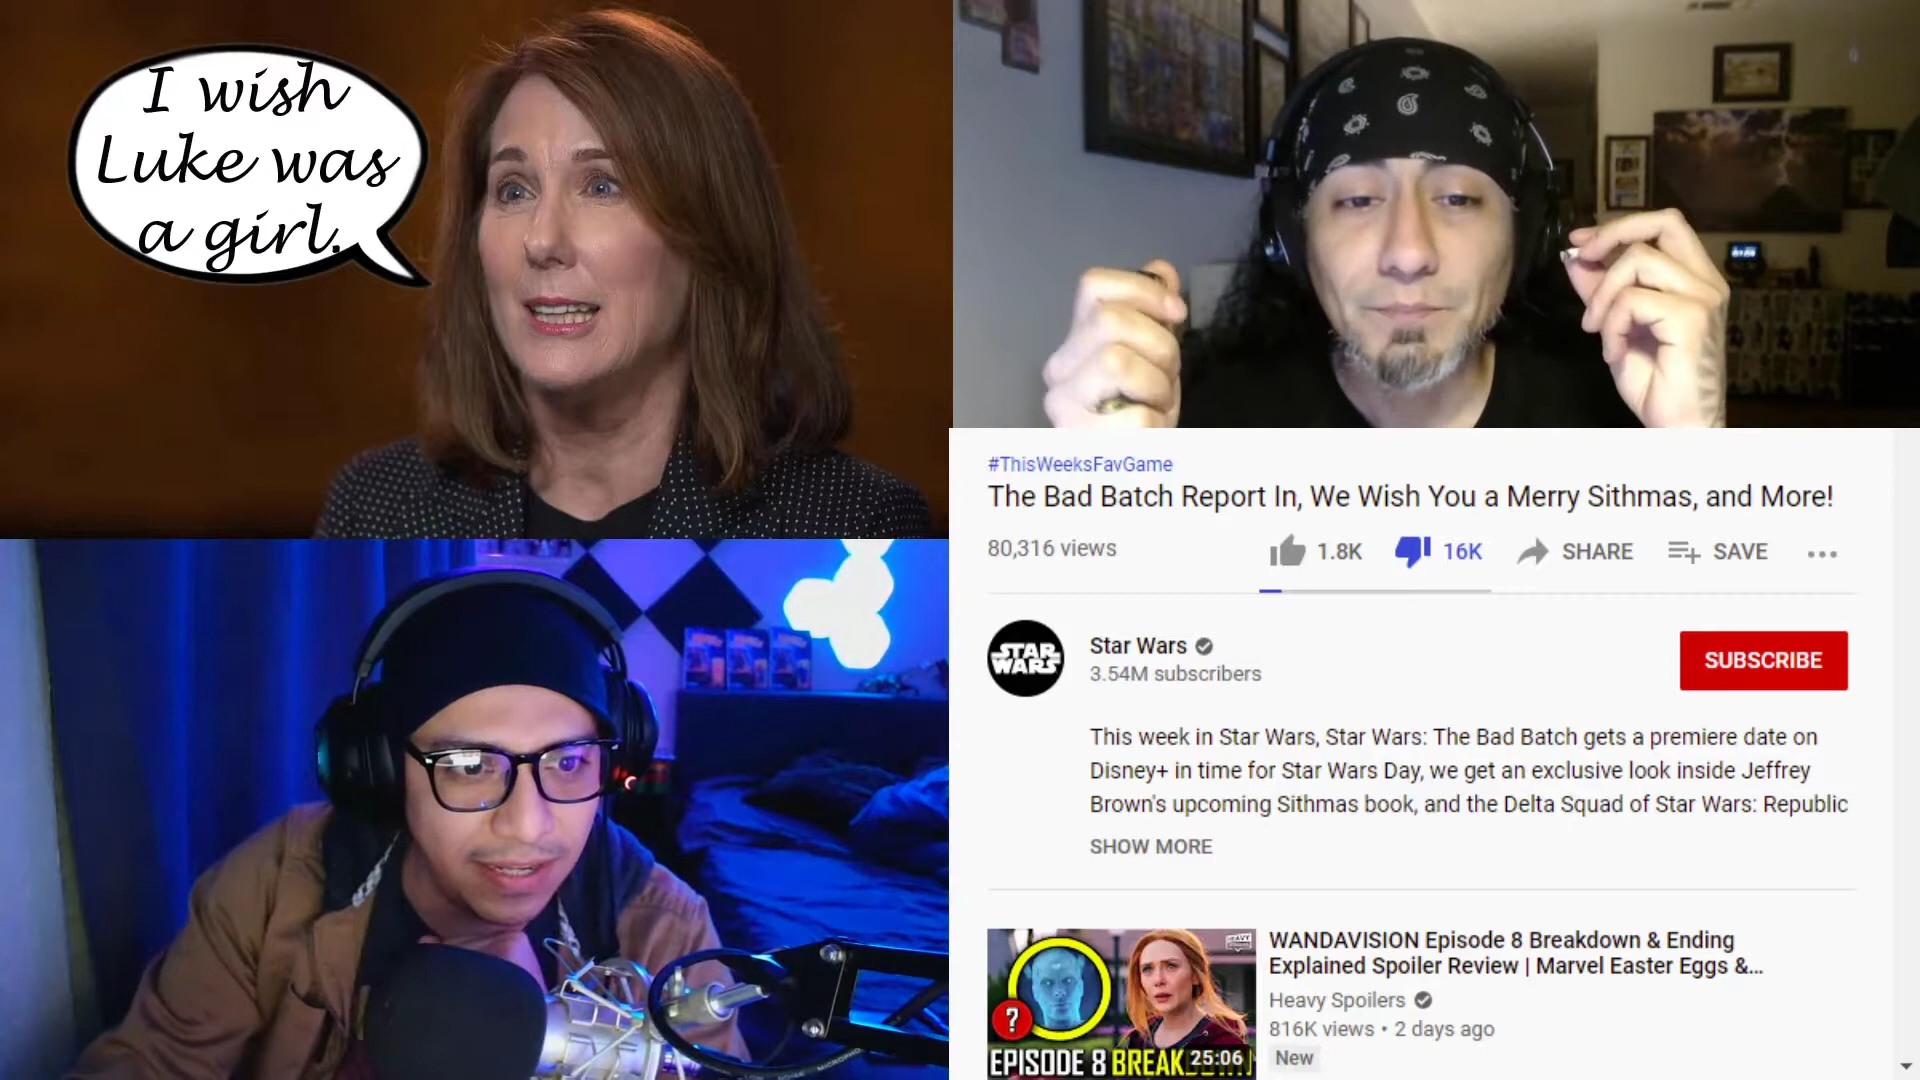 I wish
Luke was
a girl.
#ThisWeeksFavGame
The Bad Batch Report In, We Wish You a Merry Sithmas, and More!
80,316 views
1.8K
16K
SHARE
SAVE
STAR
WARS
Star Wars
3.54M subscribers
SUBSCRIBE
This week in Star Wars, Star Wars: The Bad Batch gets a premiere date on
Disney+ in time for Star Wars Day, we get an exclusive look inside Jeffrey
Brown's upcoming Sithmas book, and the Delta Squad of Star Wars: Republic
SHOW MORE
?
EPISODE 8 BREAK
25:06
WANDAVISION Episode 8 Breakdown & Ending
Explained Spoiler Review | Marvel Easter Eggs &...
Heavy Spoilers
816K views • 2 days ago
New